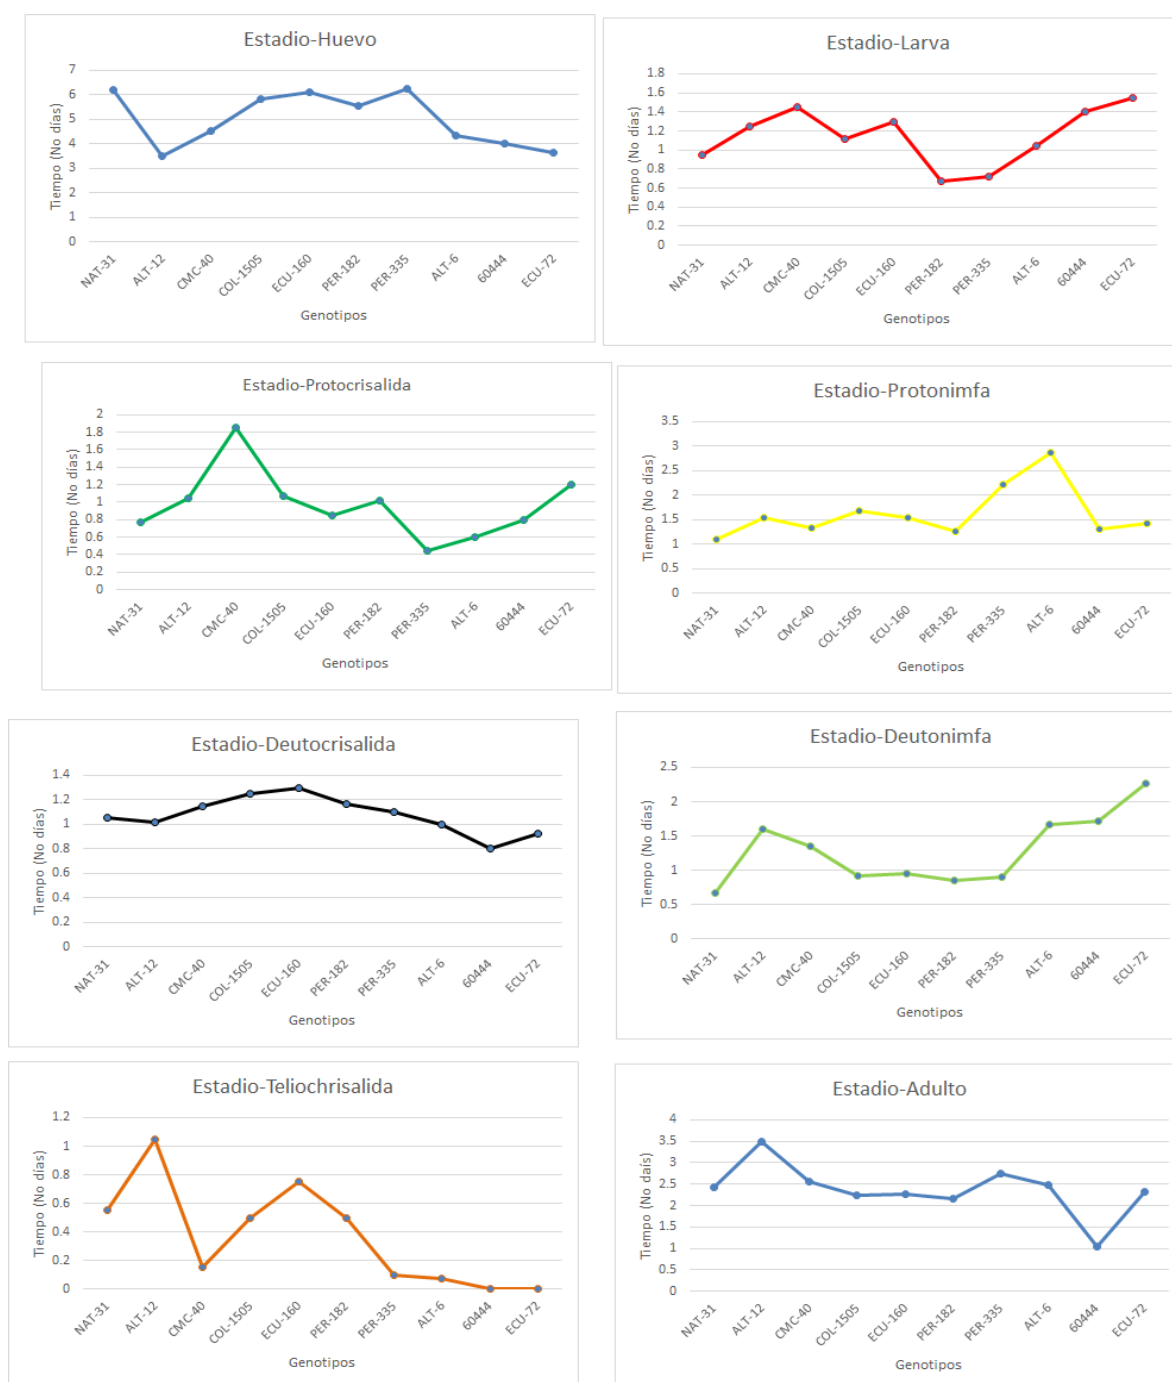 Estadio-Huevo
Tiempo (No días)
7
6
5
4
3
2
1
0
NAT-31
ALT-12
CMC-40
COL-1505
ECU-160
PER-182
PER-335
ALT-6
60444
ECU-72
Genotipos
Estadio-Larva
Tiempo (No días)
1.8
1.6
1.4
1.2
1
0.8
0.6
0.4
0.2
0
NAT-31
ALT-12
CMC-40
COL-1505
ECU-160
PER-182
PER-335
ALT-6
60444
ECU-72
Genotipos
Estadio-Protocrisalida
Tiempo (No días)
2
1.8
1.6
1.4
1.2
1
0.8
0.6
0.4
0.2
0
NAT-31
ALT-12
CMC-40
COL-1505
ECU-160
PER-182
PER-335
ALT-6
60444
ECU-72
Genotipos
Estadio-Protonimfa
Tiempo (No días)
3.5
3
2.5
2
1.5
1
0.5
0
NAT-31
ALT-12
CMC-40
COL-1505
ECU-160
PER-182
PER-335
ALT-6
60444
ECU-72
Genotipos
Estadio-Deutocrisalida
Tiempo (No días)
1.4
1.2
1
0.8
0.6
0.4
0.2
0
NAT-31
ALT-12
CMC-40
COL-1505
ECU-160
PER-182
PER-335
ALT-6
60444
ECU-72
Genotipos
Estadio-Deutonimfa
Tiempo (No días)
2.5
2
1.5
1
0.5
0
NAT-31
ALT-12
CMC-40
COL-1505
ECU-160
PER-182
PER-335
ALT-6
60444
ECU-72
Genotipos
Estadio-Teliochrisalida
Tiempo (No días)
1.2
1
0.8
0.6
0.4
0.2
0
NAT-31
ALT-12
CMC-40
COL-1505
ECU-160
PER-182
PER-335
ALT-6
60444
ECU-72
Genotipos
Estadio-Adulto
Tiempo (No daís)
4
3.5
3
2.5
2
1.5
1
0.5
0
NAT-31
ALT-12
CMC-40
COL-1505
ECU-160
PER-182
PER-335
ALT-6
60444
ECU-72
Genotipos